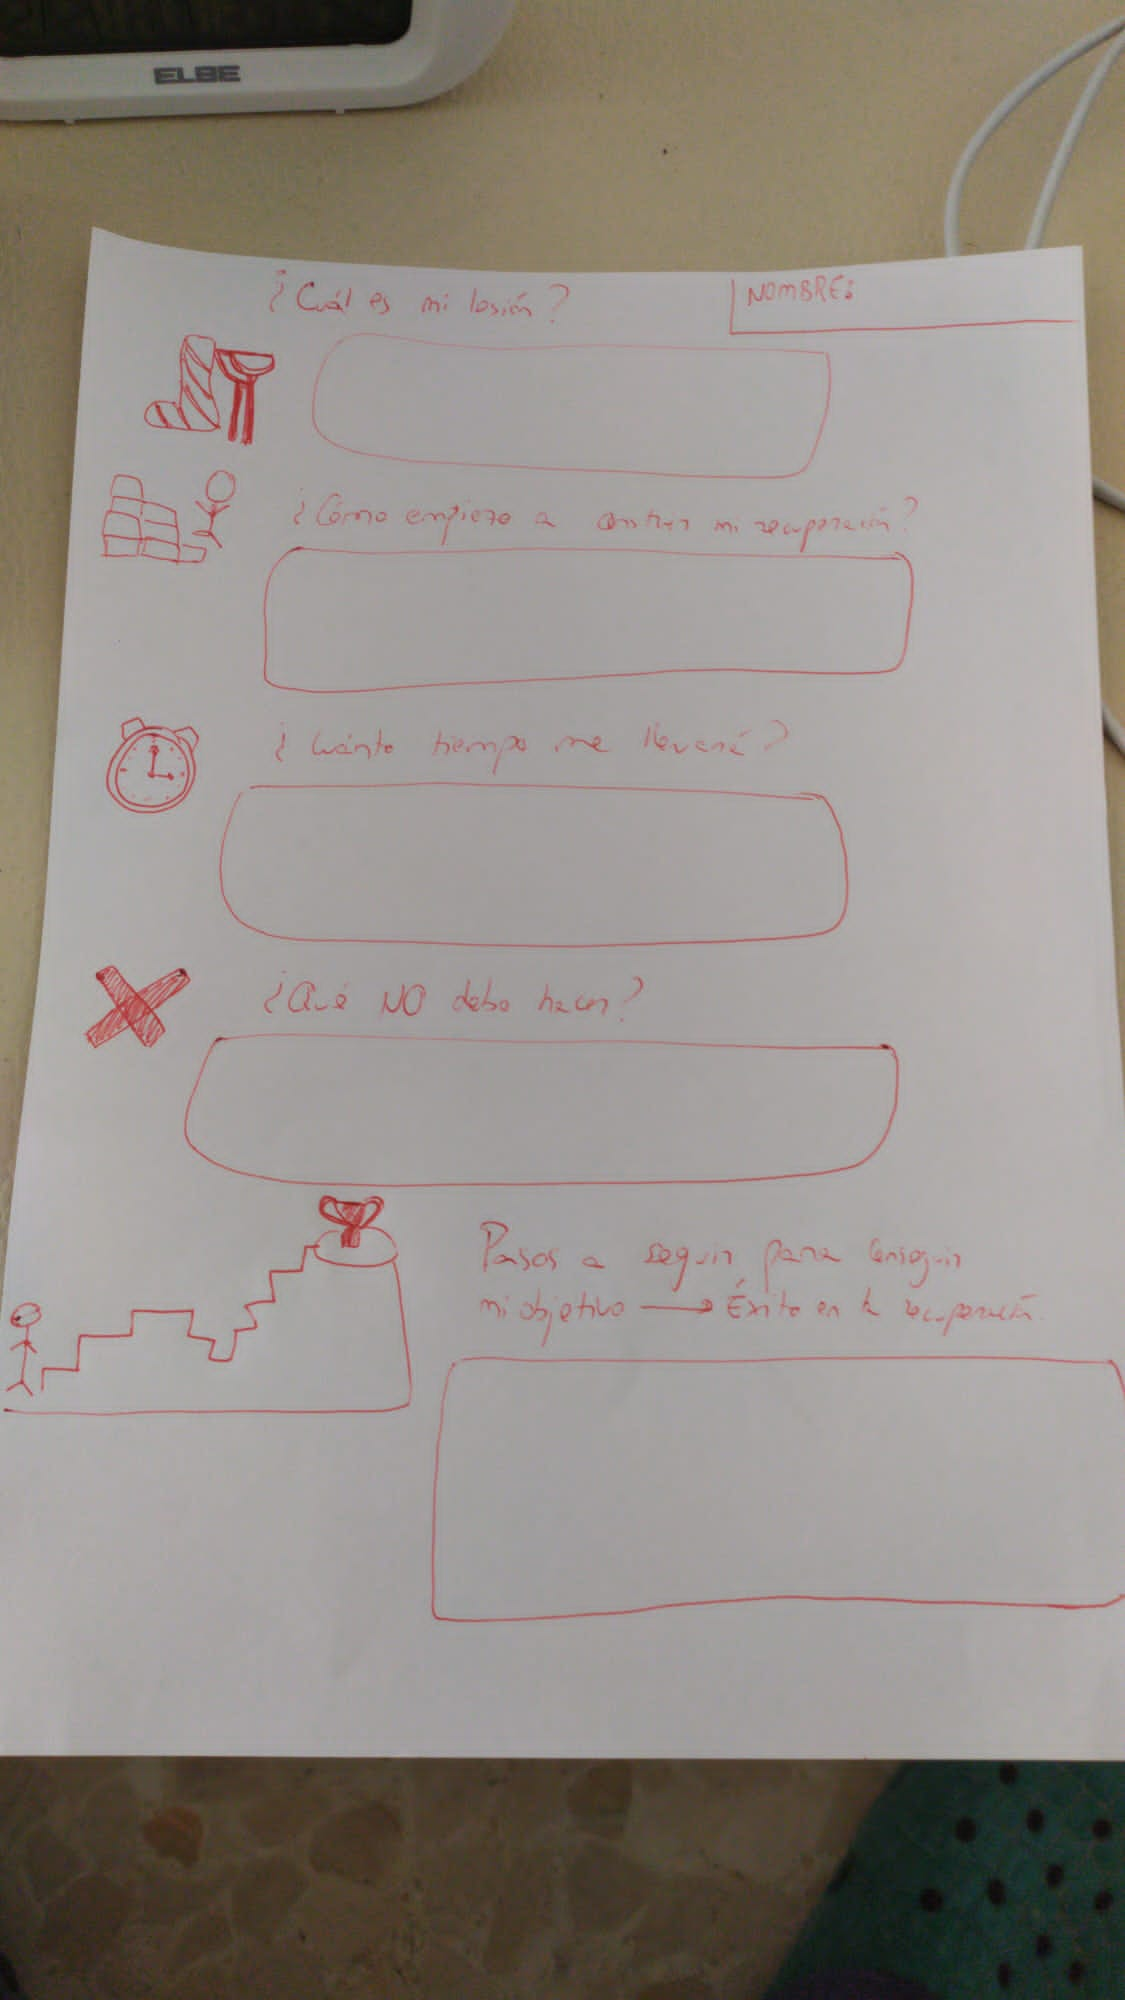 ELBE
¿Cuál es mi lesión?
NOMBRE:
¿Cómo empiezo a construir mi recuperación?
¿Cuánto tiempo me llevará?
¿Qué NO debo hacer?
Pasos a seguir para conseguir
mi objetivo → Éxito en la recuperación.